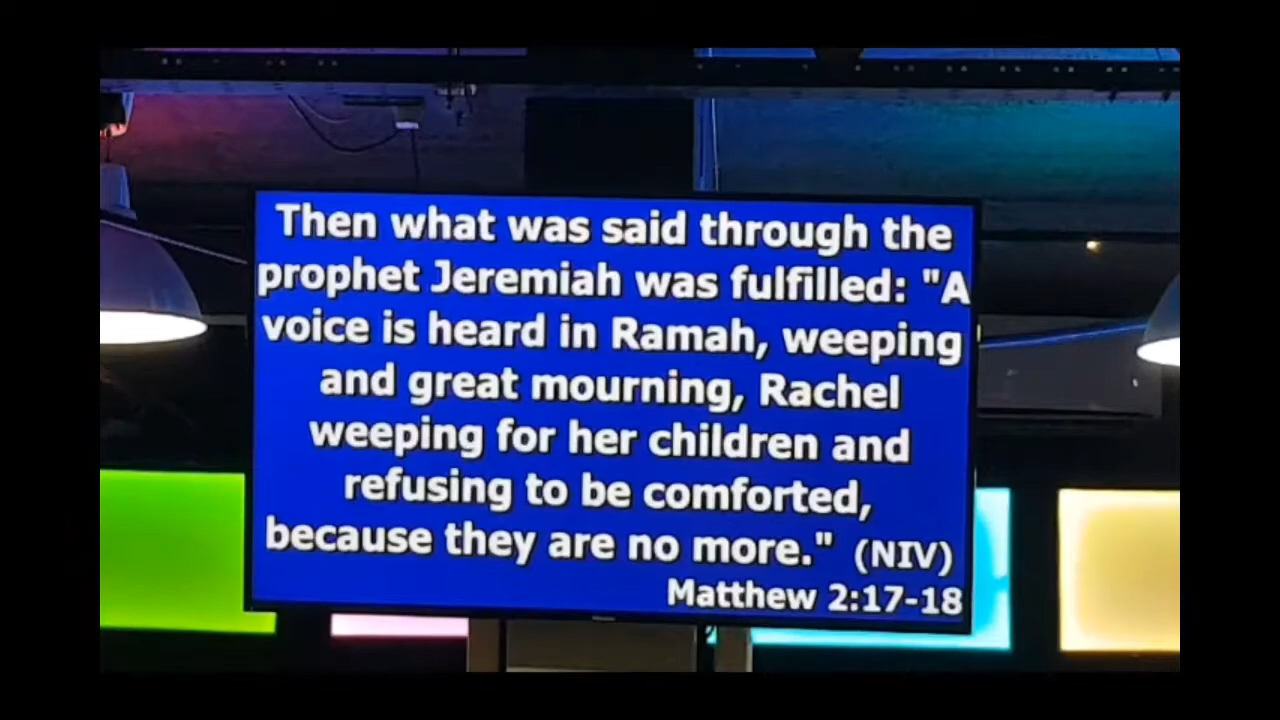 Then what was said through the
prophet Jeremiah was fulfilled: "A
voice is heard in Ramah, weeping
and great mourning, Rachel
weeping for her children and
refusing to be comforted,
because they are no more." (NIV)
Matthew 2:17-18